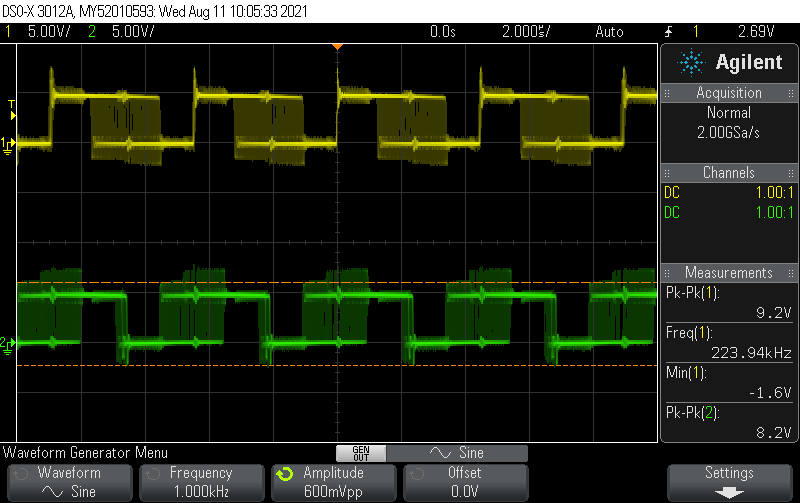 DSO-X 3012A, MY52010593: Wed Aug 11 10:05:33 2021
1 5.00V/ 2 5.00V/ 0.0s 2.000s/ Auto 1 2.69V
Agilent
Acquisition
Normal
2.00GSa/s
Channels
DC 1.00:1
DC 1.00:1
Measurements
Pk-Pk(1):
9.2V
Freq(1):
223.94kHz
Min(1):
-1.6V
Pk-Pk(2):
8.2V
T
1
2
Waveform Generator Menu
GEN OUT
Sine
Waveform
Sine
Frequency
1.000kHz
Amplitude
600mVpp
Offset
0.0V
Settings